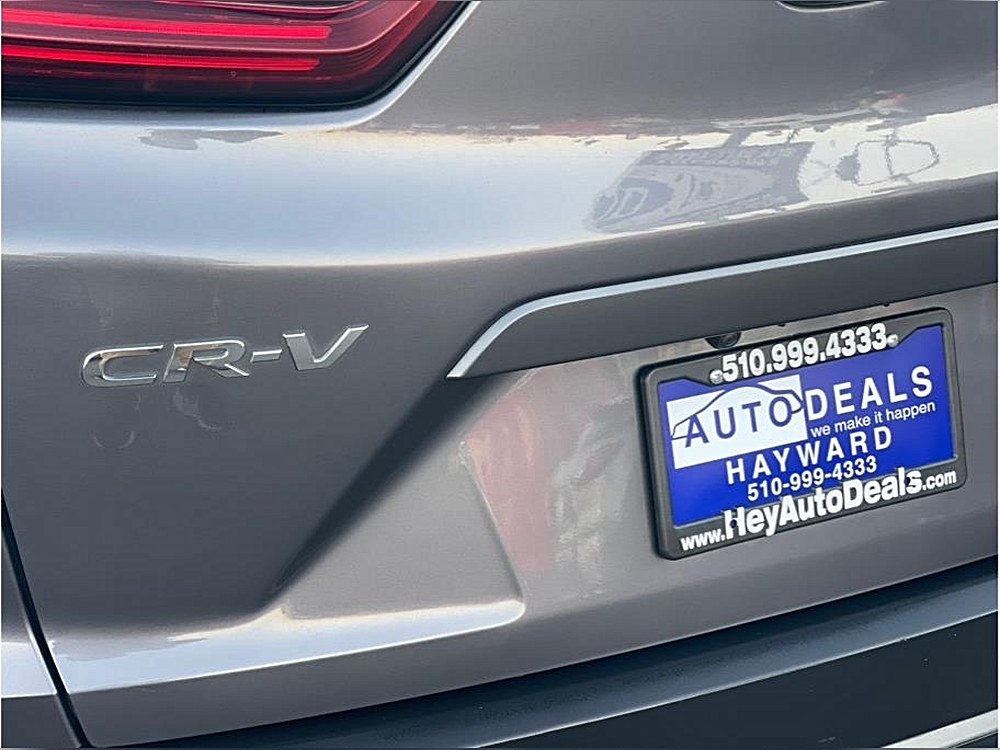 CR-V
510.999.4333
AUTO DEALS
we make it happen
HAYWARD
510-999-4333
www.HeyAutoDeals.com